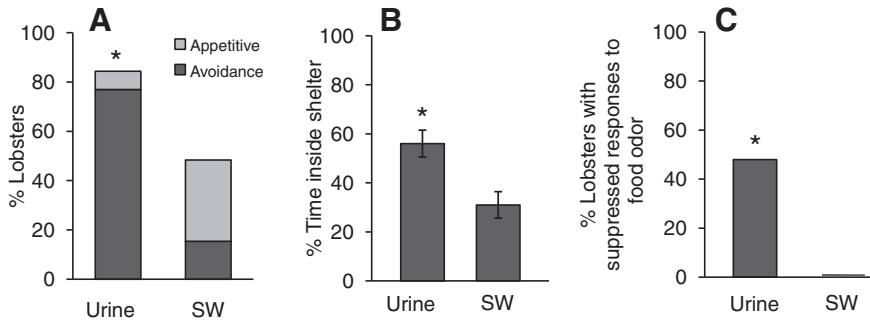 A
% Lobsters
100
80
60
40
20
0
*
Appetitive
Avoidance
Urine
SW
B
% Time inside shelter
100
80
60
40
20
0
*
Urine
SW
C
% Lobsters with
suppressed responses to
food odor
100
80
60
40
20
0
*
Urine
SW